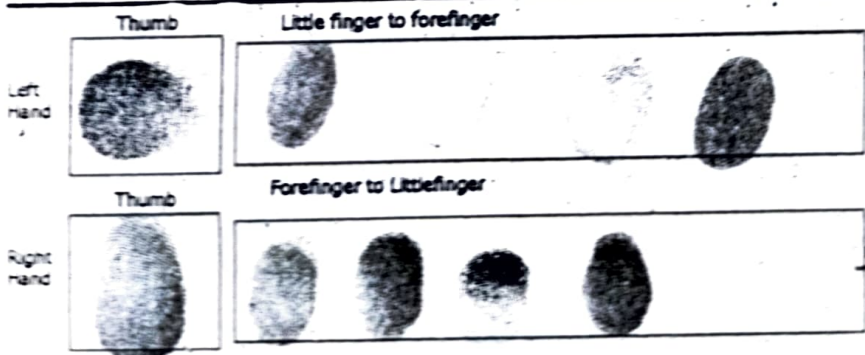 Thumb
Little finger to forefinger
Left
Hand
Thumb
Forefinger to Littlefinger
Right
Hand